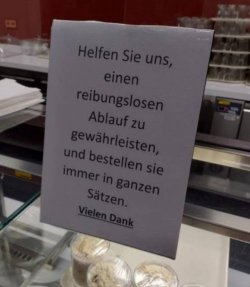 Helfen Sie uns,
einen
reibungslosen
Ablauf zu
gewährleisten,
und bestellen sie
immer in ganzen
Sätzen.
Vielen Dank